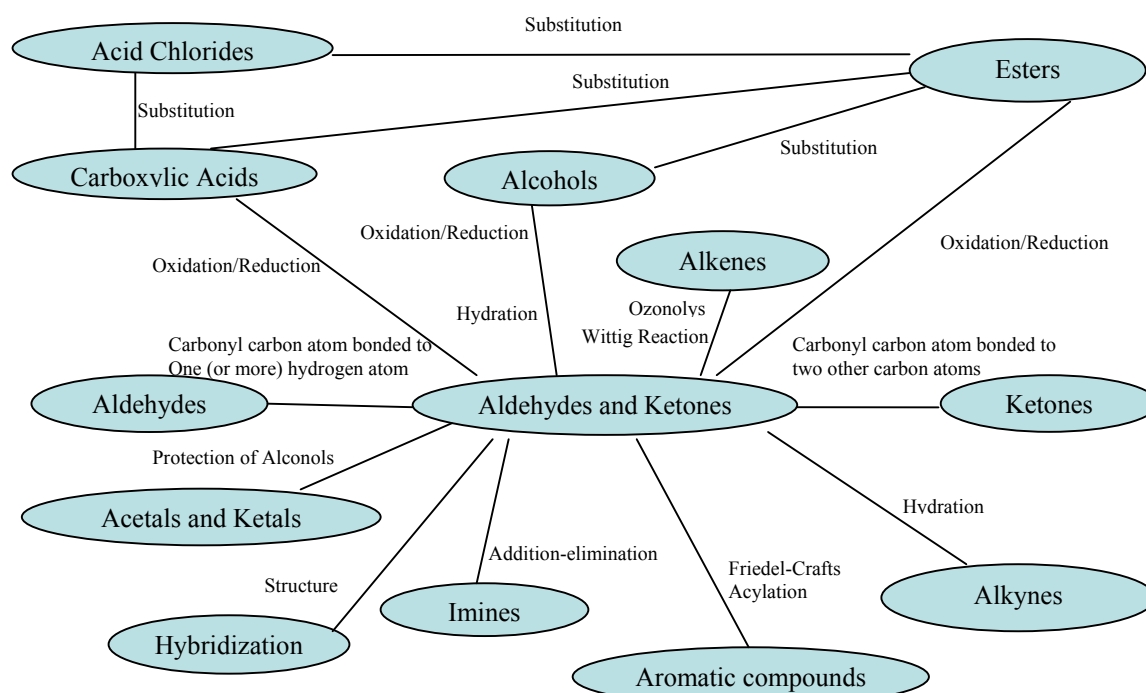 Substitution
Acid Chlorides
Esters
Substitution
Substitution
Substitution
Carboxvlic Acids
Alcohols
Oxidation/Reduction
Oxidation/Reduction
Alkenes
Oxidation/Reduction
Ozonolys
Hydration
Wittig Reaction
Carbonyl carbon atom bonded to
One (or more) hydrogen atom
Carbonyl carbon atom bonded to
two other carbon atoms
Aldehydes
Aldehydes and Ketones
Ketones
Protection of Alconols
Acetals and Ketals
Hvdration
Addition-elimination
Friedel-Crafts
Acylation
Structure
Imines
Alkynes
Hybridization
Aromatic compounds